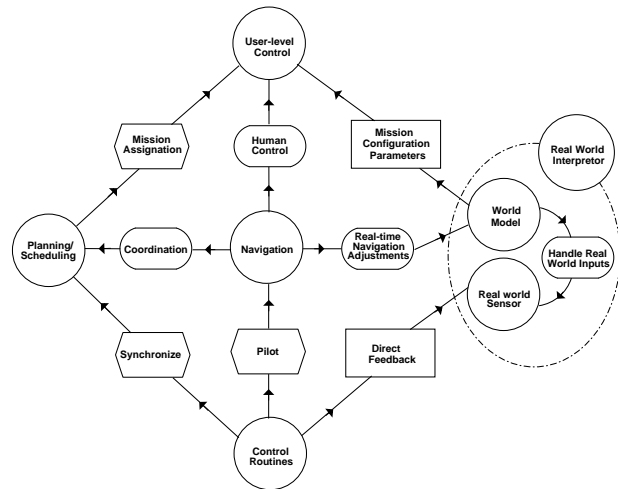 User-level
Control
Mission
Assignation
Human
Control
Mission
Configuration
Parameters
Real World
Interpretor
World
Model
Planning/
Scheduling
Coordination
Navigation
Real-time
Navigation
Adjustments
Handle Real
World Inputs
Real world
Sensor
Synchronize
Pilot
Direct
Feedback
Control
Routines